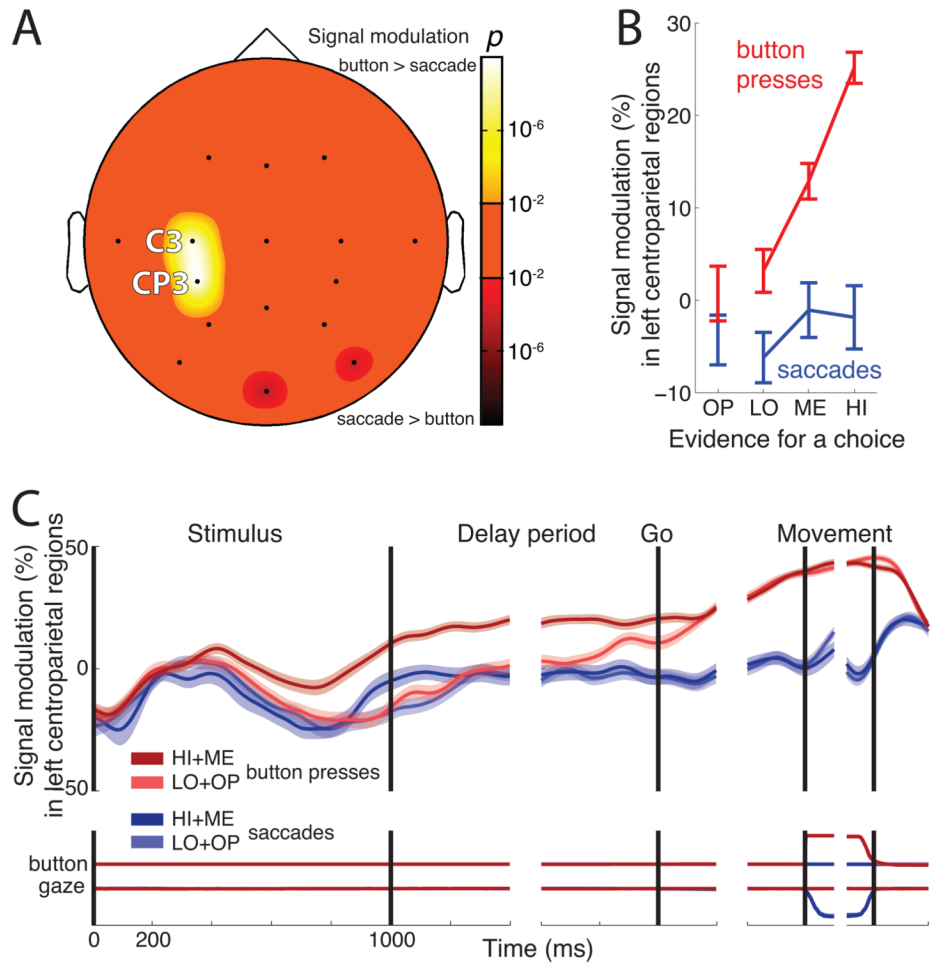 A
Signal modulation
button > saccade
p
10-6
10-2
10-2
10-6
saccade > button
C3
CP3
B
Signal modulation (%)
in left centroparietal regions
30
20
10
0
−10
button
presses
saccades
OP LO ME HI
Evidence for a choice
C
Signal modulation (%)
in left centroparietal regions
50
0
50
Stimulus
Delay period
Go
Movement
HI+ME
LO+OP
button presses
HI+ME
LO+OP
saccades
button
gaze
0 200 1000
Time (ms)